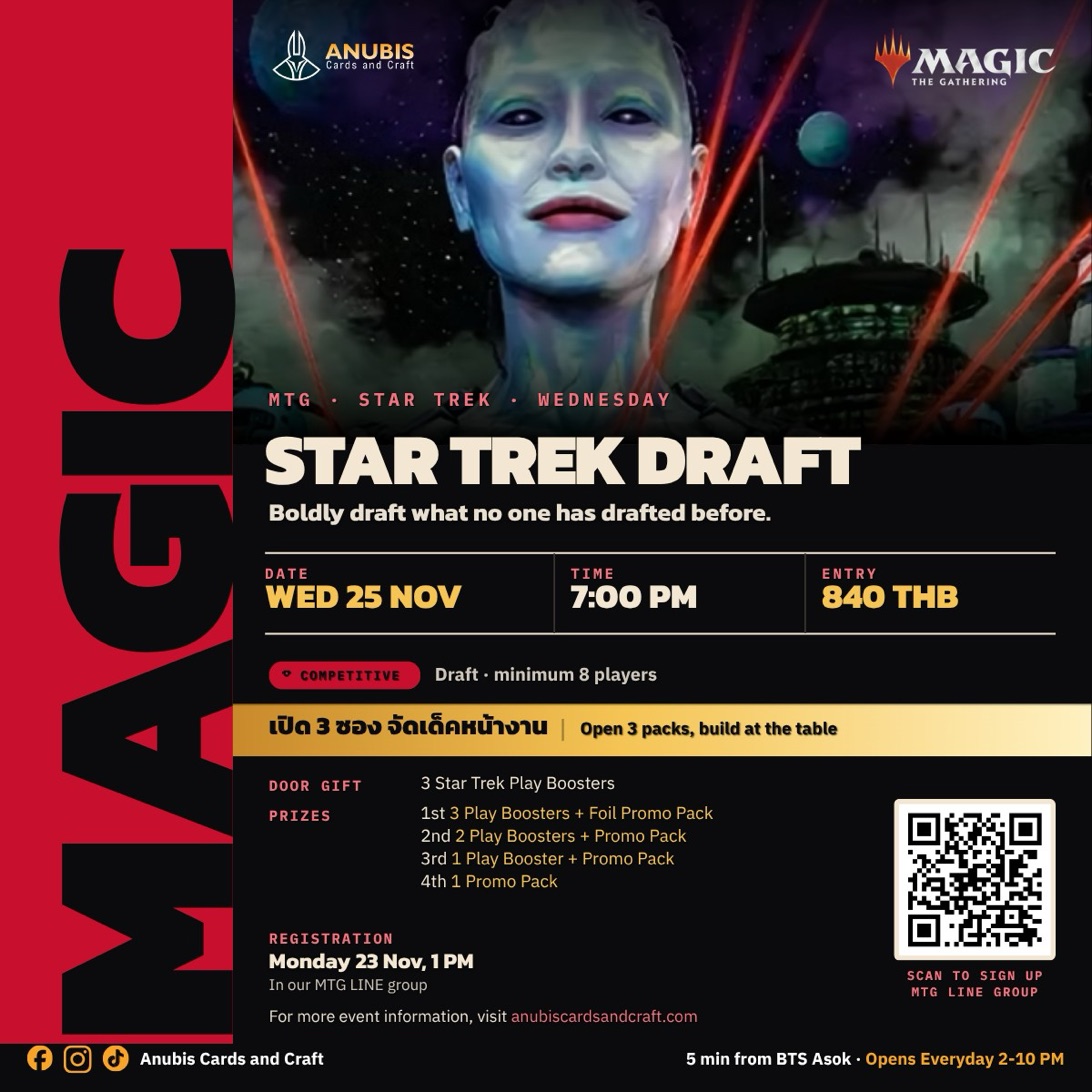 ANUBIS
Cards and Craft
MAGIC
THE GATHERING
MAGIC
MTG · STAR TREK · WEDNESDAY
STAR TREK DRAFT
Boldly draft what no one has drafted before.
DATE
WED 25 NOV
TIME
7:00 PM
ENTRY
840 THB
COMPETITIVE
Draft · minimum 8 players
เปิด 3 ซอง จัดเด็คหน้างาน | Open 3 packs, build at the table
DOOR GIFT
3 Star Trek Play Boosters
PRIZES
1st 3 Play Boosters + Foil Promo Pack
2nd 2 Play Boosters + Promo Pack
3rd 1 Play Booster + Promo Pack
4th 1 Promo Pack
REGISTRATION
Monday 23 Nov, 1 PM
In our MTG LINE group
For more event information, visit anubiscardsandcraft.com
SCAN TO SIGN UP
MTG LINE GROUP
Anubis Cards and Craft
5 min from BTS Asok · Opens Everyday 2-10 PM